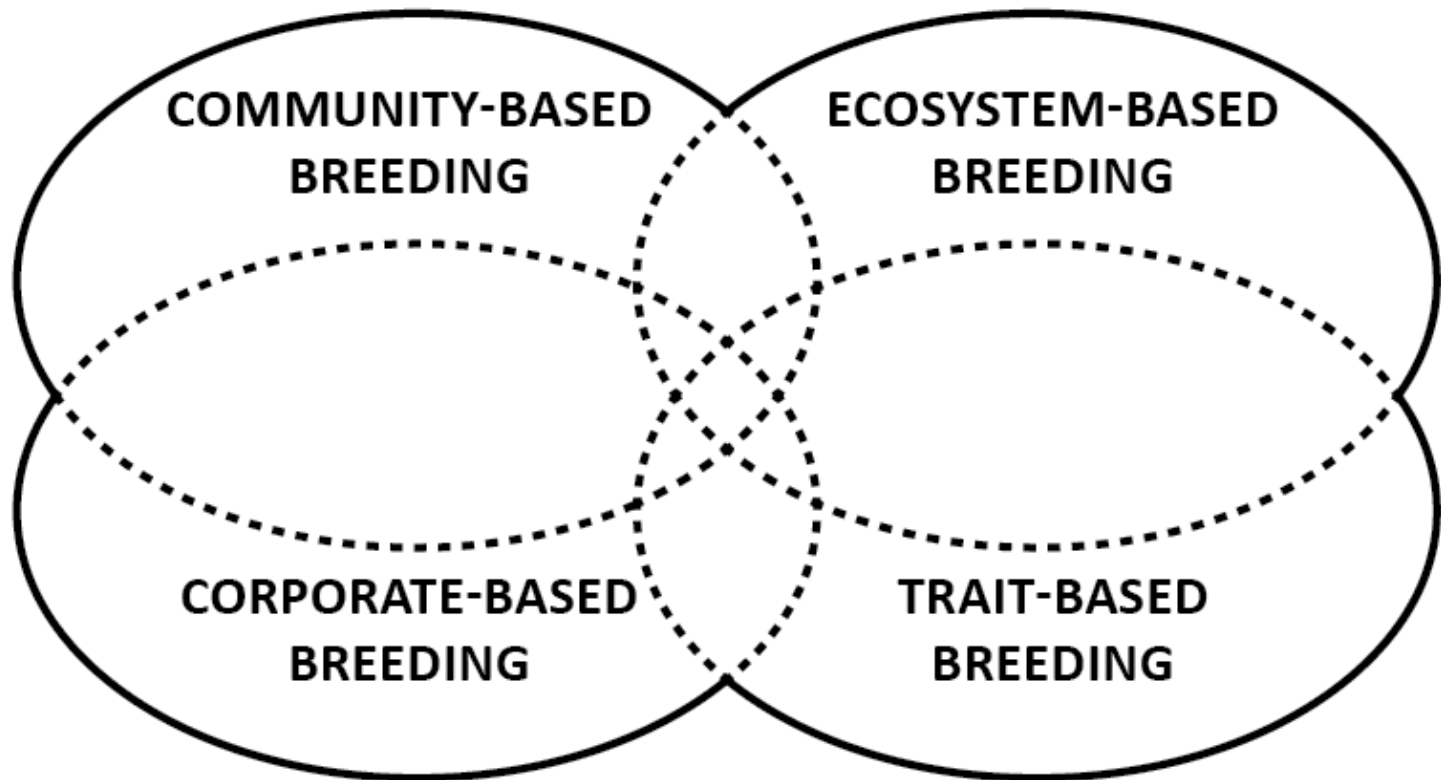 COMMUNITY-BASED
BREEDING
ECOSYSTEM-BASED
BREEDING
CORPORATE-BASED
BREEDING
TRAIT-BASED
BREEDING